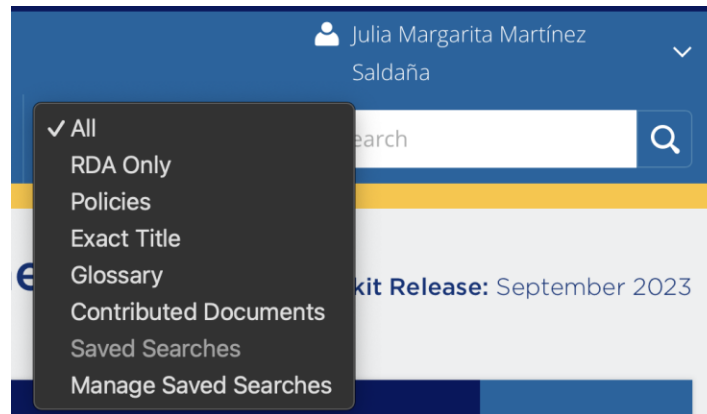 Julia Margarita Martínez
Saldaña
✓ All
RDA Only
Policies
Exact Title
Glossary
Contributed Documents
Saved Searches
Manage Saved Searches
earch
kit Release: September 2023